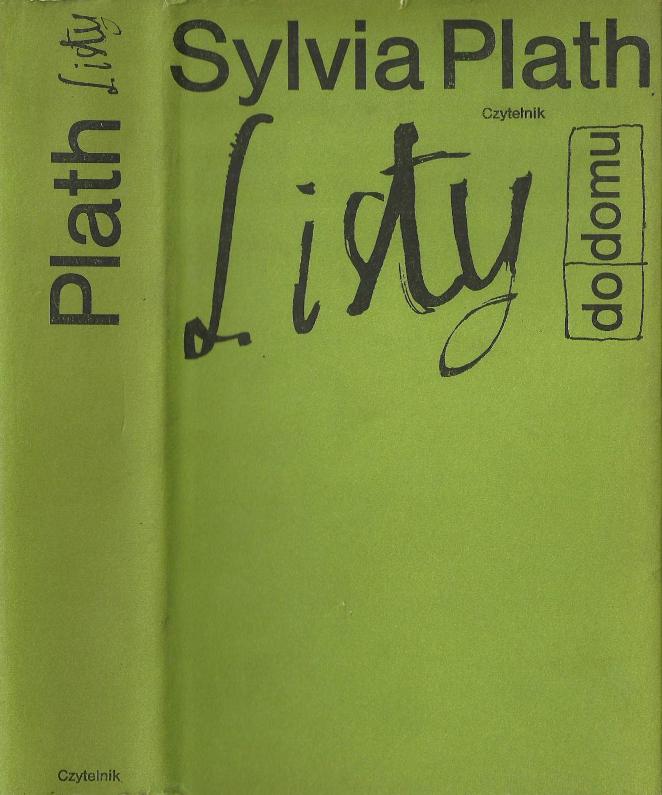 Plath Listy
Czytelnik
Sylvia Plath
Czytelnik
Listy
do domu